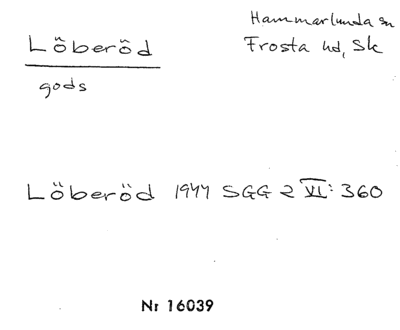 Löberöd
Hammarlunda sn
Frosta hd, Sk
gods
Löberöd 1944 SGG 2 VI: 360
Nr 16039